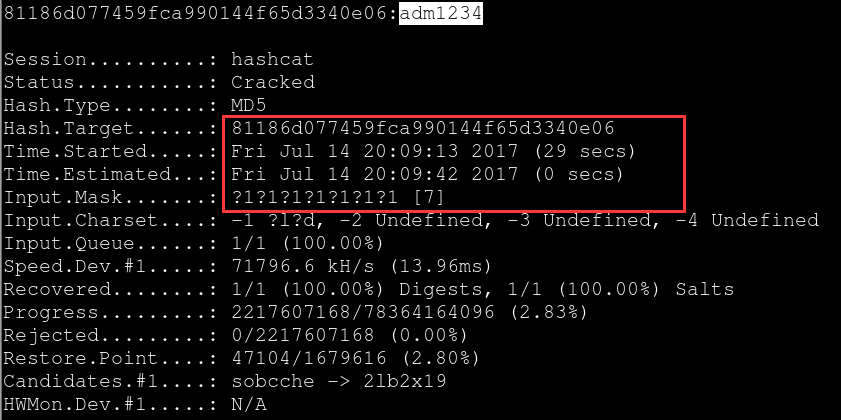 81186d077459fca990144f65d3340e06:adm1234
Session..........: hashcat
Status...........: Cracked
Hash.Type........: MD5
Hash.Target......: 81186d077459fca990144f65d3340e06
Time.Started.....: Fri Jul 14 20:09:13 2017 (29 secs)
Time.Estimated...: Fri Jul 14 20:09:42 2017 (0 secs)
Input.Mask.......: ?1?1?1?1?1?1?1 [7]
Input.Charset....: -1 ?l?d, -2 Undefined, -3 Undefined, -4 Undefined
Input.Queue......: 1/1 (100.00%)
Speed.Dev.#1.....: 71796.6 kH/s (13.96ms)
Recovered........: 1/1 (100.00%) Digests, 1/1 (100.00%) Salts
Progress.........: 2217607168/78364164096 (2.83%)
Rejected.........: 0/2217607168 (0.00%)
Restore.Point....: 47104/1679616 (2.80%)
Candidates.#1....: sobcche -> 2lb2x19
HWMon.Dev.#1.....: N/A